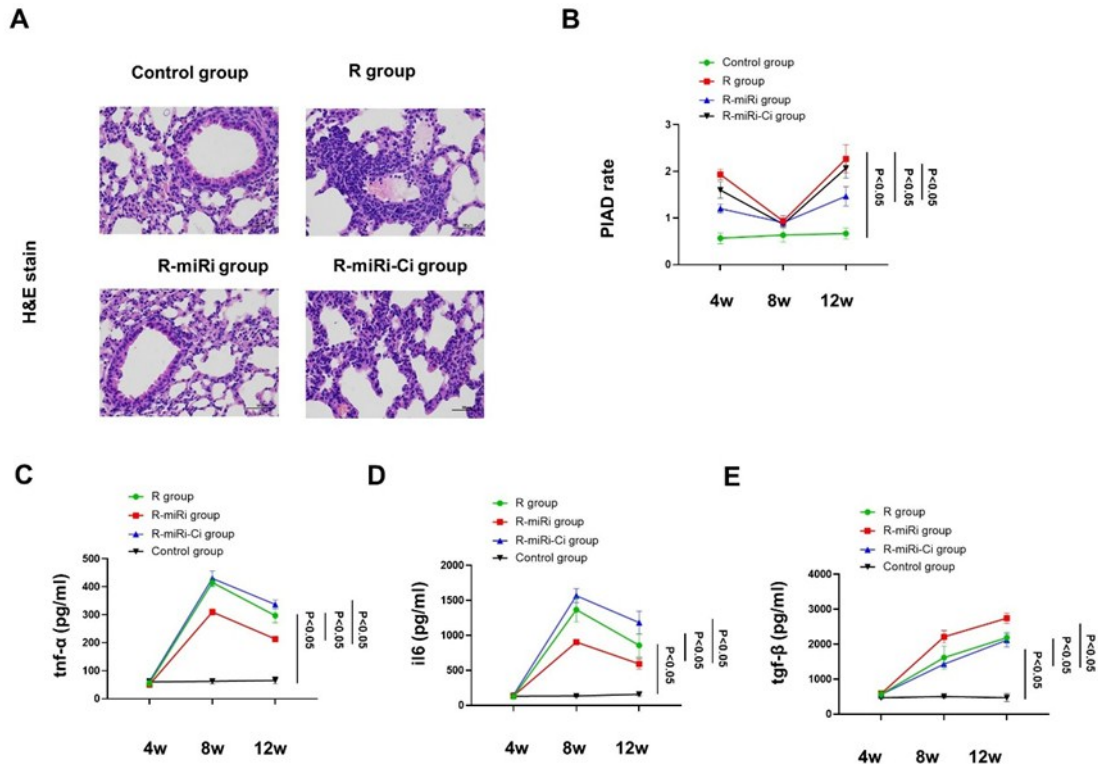 A
Control group
R group
H&E stain
R-miRi group
R-miRi-Ci group
B
Control group
R group
R-miRi group
R-miRi-Ci group
PIAD rate
3
2
1
0
4w 8w 12w
P<0.05
P<0.05
P<0.05
C
R group
R-miRi group
R-miRi-Ci group
Control group
tnf-α (pg/ml)
500
400
300
200
100
0
4w 8w 12w
P<0.05
P<0.05
P<0.05
D
R group
R-miRi group
R-miRi-Ci group
Control group
il6 (pg/ml)
2000
1500
1000
500
0
4w 8w 12w
P<0.05
P<0.05
P<0.05
E
R group
R-miRi group
R-miRi-Ci group
Control group
tgf-β (pg/ml)
4000
3000
2000
1000
0
4w 8w 12w
P<0.05
P<0.05
P<0.05